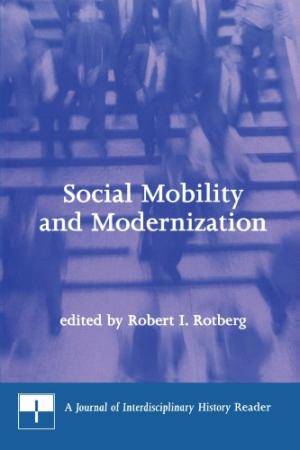 Social Mobility
and Modernization
edited by Robert I. Rotberg
A Journal of Interdisciplinary History Reader